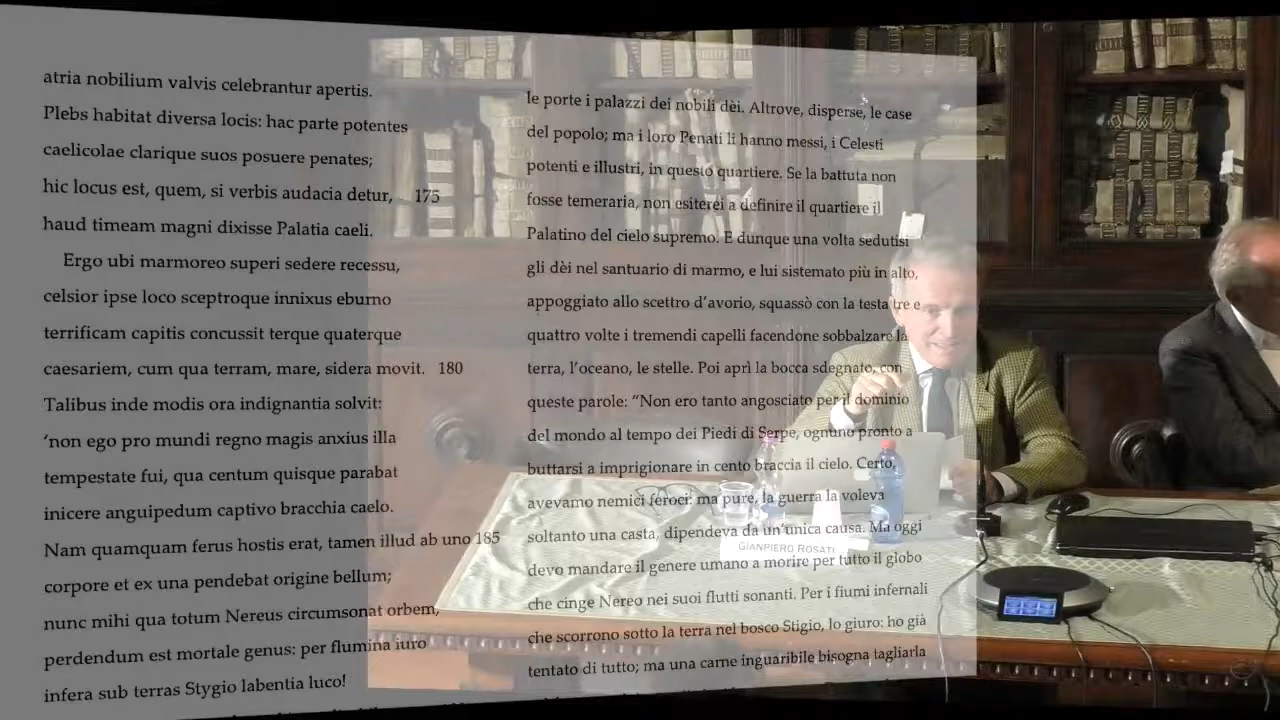 atria nobilium valvis celebrantur apertis.
Plebs habitat diversa locis: hac parte potentes
caelicolae clarique suos posuere penates;
hic locus est, quem, si verbis audacia detur, 175
haud timeam magni dixisse Palatia caeli.
Ergo ubi marmoreo superi sedere recessu,
celsior ipse loco sceptroque innixus eburno
terrificam capitis concussit terque quaterque
caesariem, cum qua terram, mare, sidera movit. 180
Talibus inde modis ora indignantia solvit:
‘non ego pro mundi regno magis anxius illa
tempestate fui, qua centum quisque parabat
inicere anguipedum captivo bracchia caelo.
Nam quamquam ferus hostis erat, tamen illud ab uno 185
corpore et ex una pendebat origine bellum;
nunc mihi qua totum Nereus circumsonat orbem,
perdendum est mortale genus: per flumina iuro
infera sub terras Stygio labentia luco!
le porte i palazzi dei nobili dèi. Altrove, disperse, le case
del popolo; ma i loro Penati li hanno messi, i Celesti
potenti e illustri, in questo quartiere. Se la battuta non
fosse temeraria, non esiterei a definire il quartiere il
Palatino del cielo supremo. E dunque una volta sedutisi
gli dèi nel santuario di marmo, e lui sistemato più in alto,
appoggiato allo scettro d’avorio, squassò con la testa tre e
quattro volte i tremendi capelli facendone sobbalzare la
terra, l’oceano, le stelle. Poi aprì la bocca sdegnato, con
queste parole: “Non ero tanto angosciato per il dominio
del mondo al tempo dei Piedi di Serpe, ognuno pronto a
buttarsi a imprigionare in cento braccia il cielo. Certo,
avevamo nemici feroci: ma pure, la guerra la voleva
soltanto una casta, dipendeva da un’unica causa. Ma oggi
devo mandare il genere umano a morire per tutto il globo
che cinge Nereo nei suoi flutti sonanti. Per i fiumi infernali
che scorrono sotto la terra nel bosco Stigio, lo giuro: ho già
tentato di tutto; ma una carne inguaribile bisogna tagliarla
GIANPIERO ROSATI